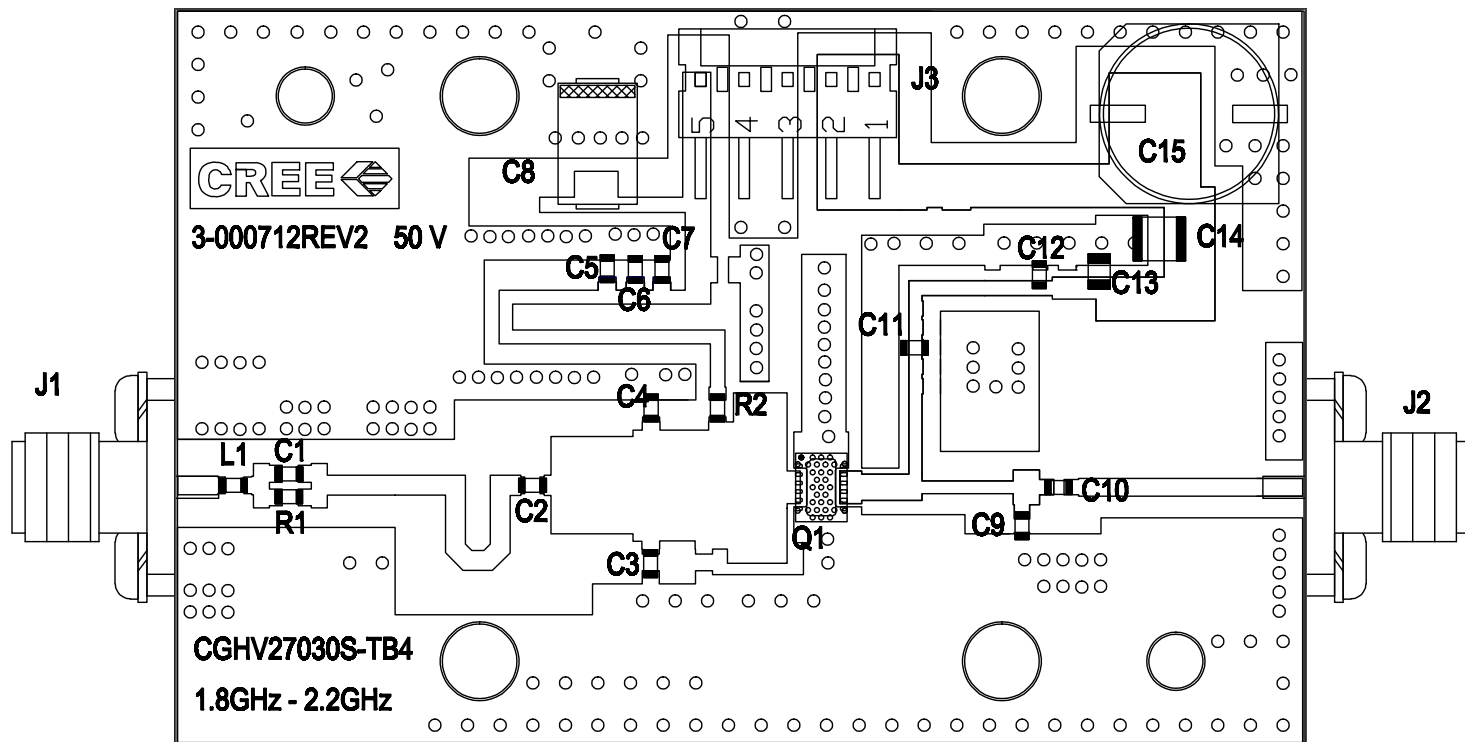 J3
5 4 3 2 1
C15
C8
CREE
3-000712REV2 50 V
C7
C14
C12
C5
C13
C6
C11
J1
J2
C4
R2
L1
C1
C10
C2
R1
C9
Q1
C3
CGHV27030S-TB4
1.8GHz - 2.2GHz